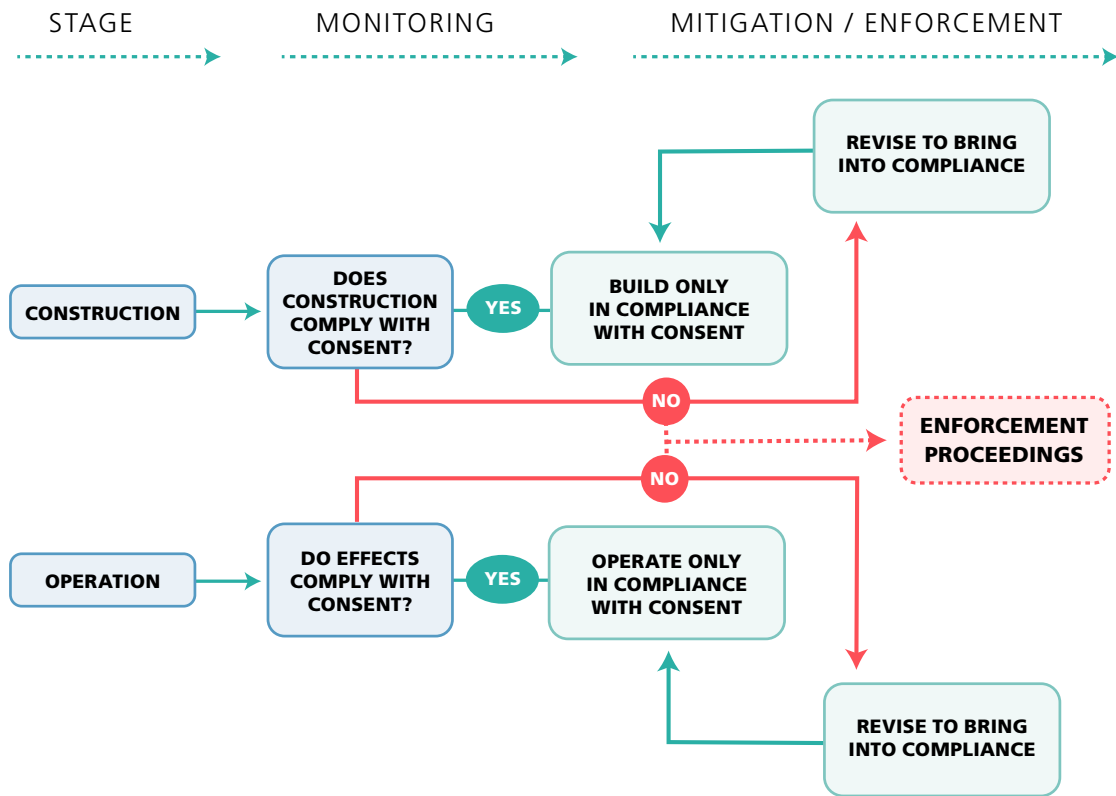 STAGE
MONITORING
MITIGATION / ENFORCEMENT
REVISE TO BRING
INTO COMPLIANCE
CONSTRUCTION
DOES
CONSTRUCTION
COMPLY WITH
CONSENT?
YES
BUILD ONLY
IN COMPLIANCE
WITH CONSENT
NO
ENFORCEMENT
PROCEEDINGS
NO
OPERATION
DO EFFECTS
COMPLY WITH
CONSENT?
YES
OPERATE ONLY
IN COMPLIANCE
WITH CONSENT
REVISE TO BRING
INTO COMPLIANCE